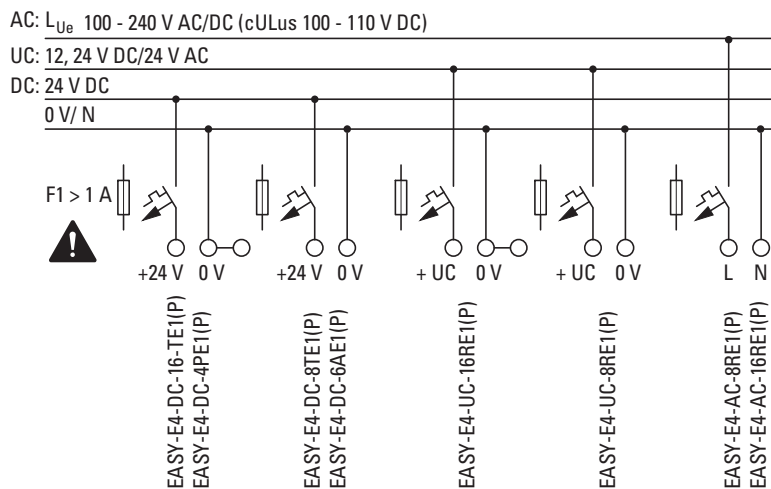 AC: LUe 100 - 240 V AC/DC (cULus 100 - 110 V DC)
UC: 12, 24 V DC/24 V AC
DC: 24 V DC
0 V/ N
F1 > 1 A
+24 V 0 V
+24 V 0 V
+ UC 0 V
+ UC 0 V
L N
EASY-E4-DC-16-TE1(P)
EASY-E4-DC-4PE1(P)
EASY-E4-DC-8TE1(P)
EASY-E4-DC-6AE1(P)
EASY-E4-UC-16RE1(P)
EASY-E4-UC-8RE1(P)
EASY-E4-AC-8RE1(P)
EASY-E4-AC-16RE1(P)